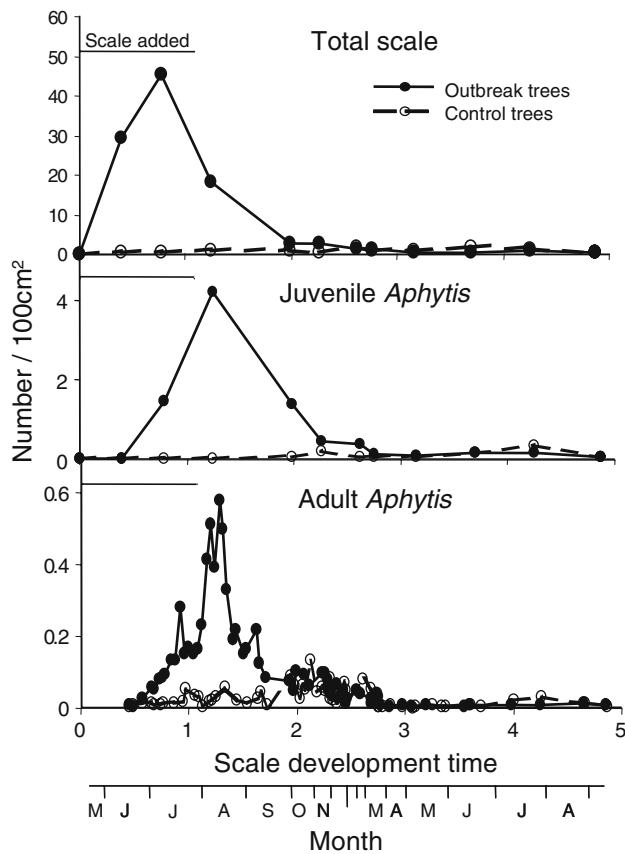 60
50
40
30
20
10
0
Scale added
Total scale
Outbreak trees
Control trees
Number / 100cm²
4
2
0
Juvenile Aphytis
0.6
0.4
0.2
0
Adult Aphytis
0 1 2 3 4 5
Scale development time
M J J A S O N M A M J J A
Month